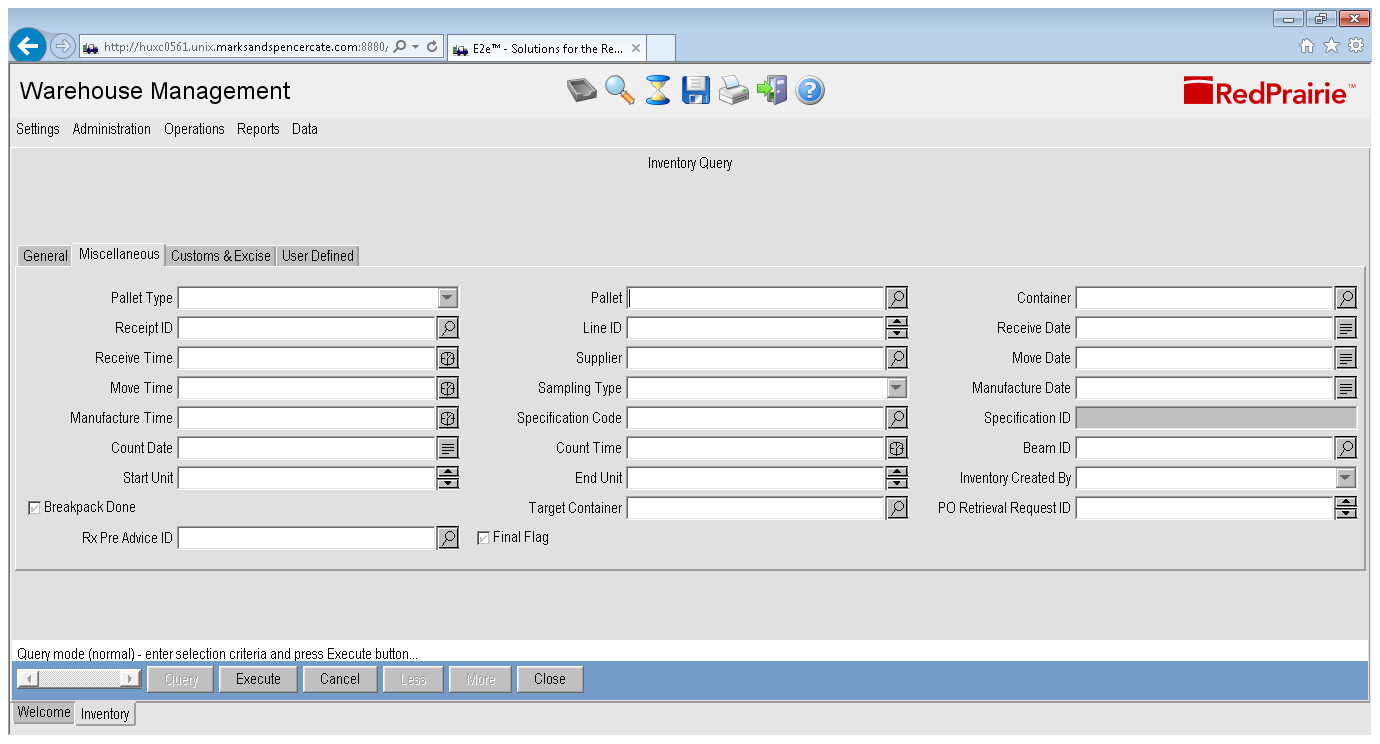 http://huxc0561.unix.marksandspencercate.com:8880/
E2e™ - Solutions for the Re...
Warehouse Management
RedPrairie™
Settings Administration Operations Reports Data
Inventory Query
General Miscellaneous Customs & Excise User Defined
Pallet Type Pallet Container
Receipt ID Line ID Receive Date
Receive Time Supplier Move Date
Move Time Sampling Type Manufacture Date
Manufacture Time Specification Code Specification ID
Count Date Count Time Beam ID
Start Unit End Unit Inventory Created By
Breakpack Done Target Container PO Retrieval Request ID
Rx Pre Advice ID Final Flag
Query mode (normal) - enter selection criteria and press Execute button...
Query Execute Cancel Less More Close
Welcome Inventory